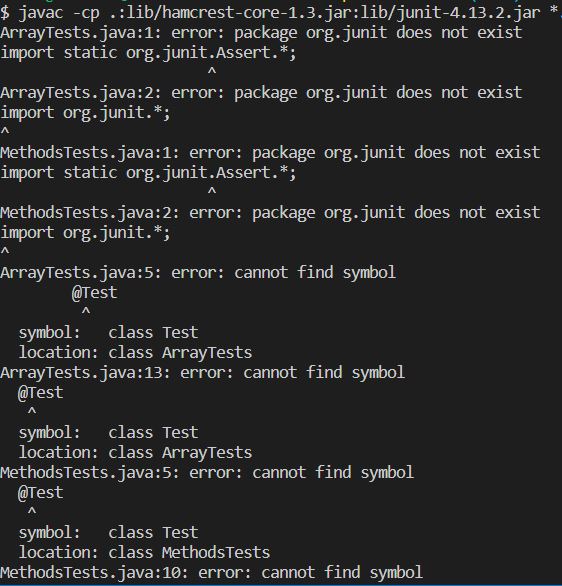 $ javac -cp .:lib/hamcrest-core-1.3.jar:lib/junit-4.13.2.jar *.
ArrayTests.java:1: error: package org.junit does not exist
import static org.junit.Assert.*;
^
ArrayTests.java:2: error: package org.junit does not exist
import org.junit.*;
^
MethodsTests.java:1: error: package org.junit does not exist
import static org.junit.Assert.*;
^
MethodsTests.java:2: error: package org.junit does not exist
import org.junit.*;
^
ArrayTests.java:5: error: cannot find symbol
@Test
^
symbol:   class Test
location: class ArrayTests
ArrayTests.java:13: error: cannot find symbol
@Test
^
symbol:   class Test
location: class ArrayTests
MethodsTests.java:5: error: cannot find symbol
@Test
^
symbol:   class Test
location: class MethodsTests
MethodsTests.java:10: error: cannot find symbol